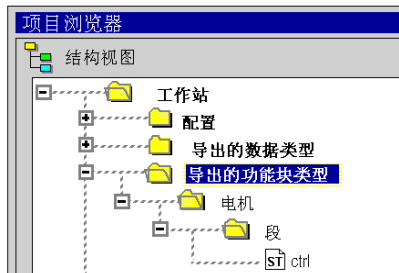 项目浏览器
结构视图
工作站
配置
导出的数据类型
导出的功能块类型
电机
段
ST ctrl